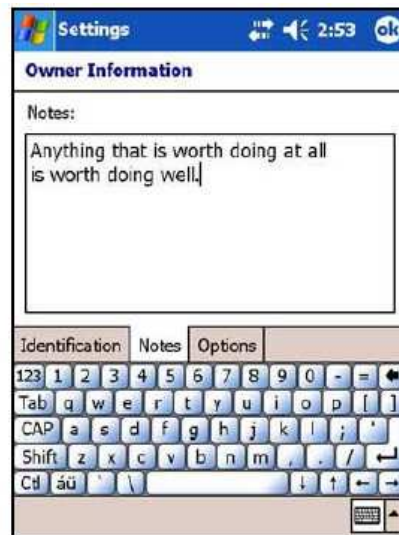 Settings 2:53 ok
Owner Information
Notes:
Anything that is worth doing at all
is worth doing well.
Identification Notes Options
123 1 2 3 4 5 6 7 8 9 0 - =
Tab q w e r t y u i o p [ ]
CAP a s d f g h j k l ; '
Shift z x c v b n m , . /
Ctl áü ` \